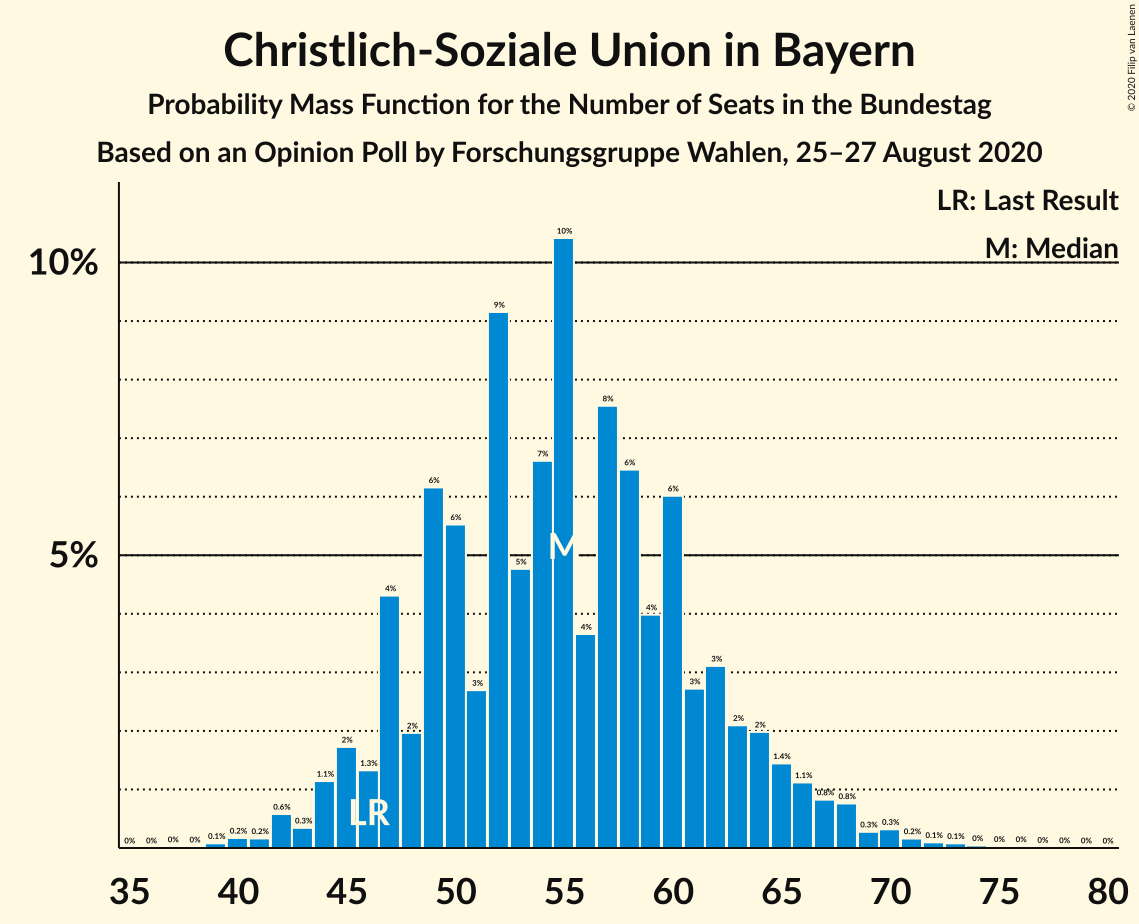 Christlich-Soziale Union in Bayern
Probability Mass Function for the Number of Seats in the Bundestag
Based on an Opinion Poll by Forschungsgruppe Wahlen, 25–27 August 2020
© 2020 Filip van Laenen
LR: Last Result
M: Median
10%
5%
0% 0% 0% 0% 0.1% 0.2% 0.2% 0.6% 0.3% 1.1% 2% 1.3% 4% 2% 6% 6% 3% 9% 5% 7% 10% 4% 8% 6% 4% 6% 3% 3% 2% 2% 1.4% 1.1% 0.8% 0.8% 0.3% 0.3% 0.2% 0.1% 0.1% 0% 0% 0% 0% 0% 0% 0%
M
LR
35 40 45 50 55 60 65 70 75 80